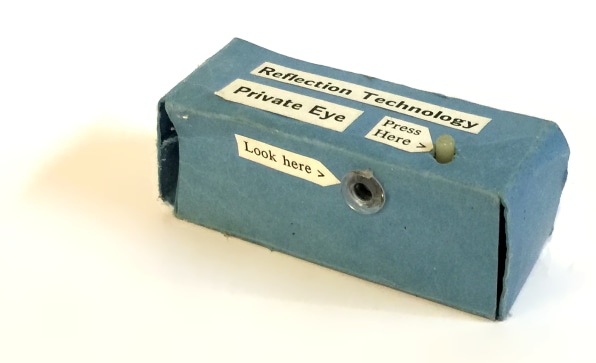 Reflection Technology
Private Eye
Press
Here >
Look here >